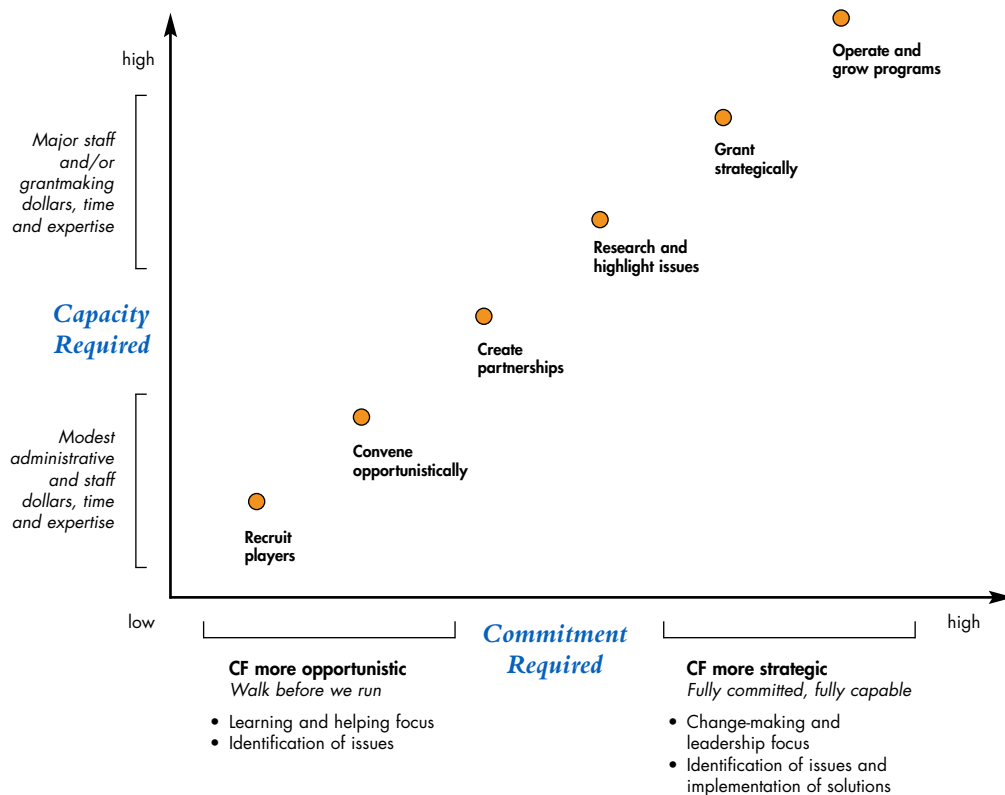 high
Operate and
grow programs
Major staff
and/or
grantmaking
dollars, time
and expertise
Grant
strategically
Research and
highlight issues
Capacity
Required
Create
partnerships
Modest
administrative
and staff
dollars, time
and expertise
Convene
opportunistically
Recruit
players
low
Commitment
Required
high
CF more opportunistic
Walk before we run
• Learning and helping focus
• Identification of issues
CF more strategic
Fully committed, fully capable
• Change-making and
leadership focus
• Identification of issues and
implementation of solutions